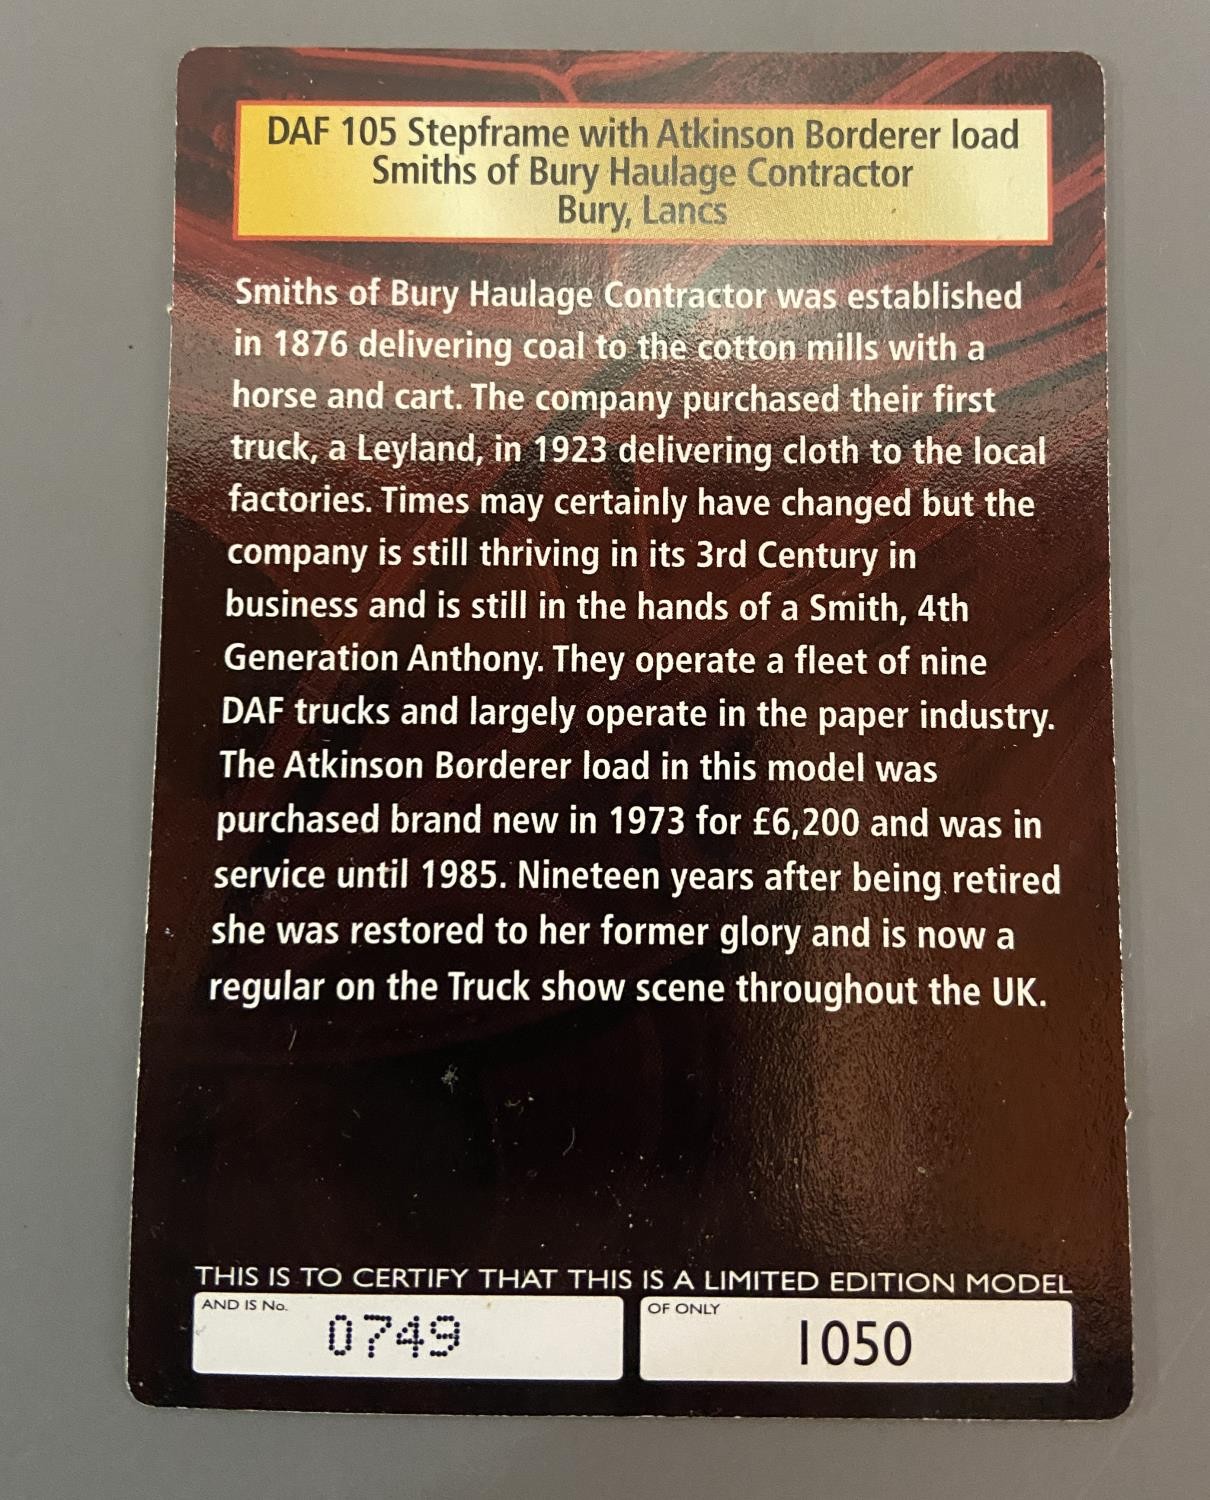 DAF 105 Stepframe with Atkinson Borderer load
Smiths of Bury Haulage Contractor
Bury, Lancs
Smiths of Bury Haulage Contractor was established
in 1876 delivering coal to the cotton mills with a
horse and cart. The company purchased their first
truck, a Leyland, in 1923 delivering cloth to the local
factories. Times may certainly have changed but the
company is still thriving in its 3rd Century in
business and is still in the hands of a Smith, 4th
Generation Anthony. They operate a fleet of nine
DAF trucks and largely operate in the paper industry.
The Atkinson Borderer load in this model was
purchased brand new in 1973 for £6,200 and was in
service until 1985. Nineteen years after being retired
she was restored to her former glory and is now a
regular on the Truck show scene throughout the UK.
THIS IS TO CERTIFY THAT THIS IS A LIMITED EDITION MODEL
AND IS No. 0749
OF ONLY 1050